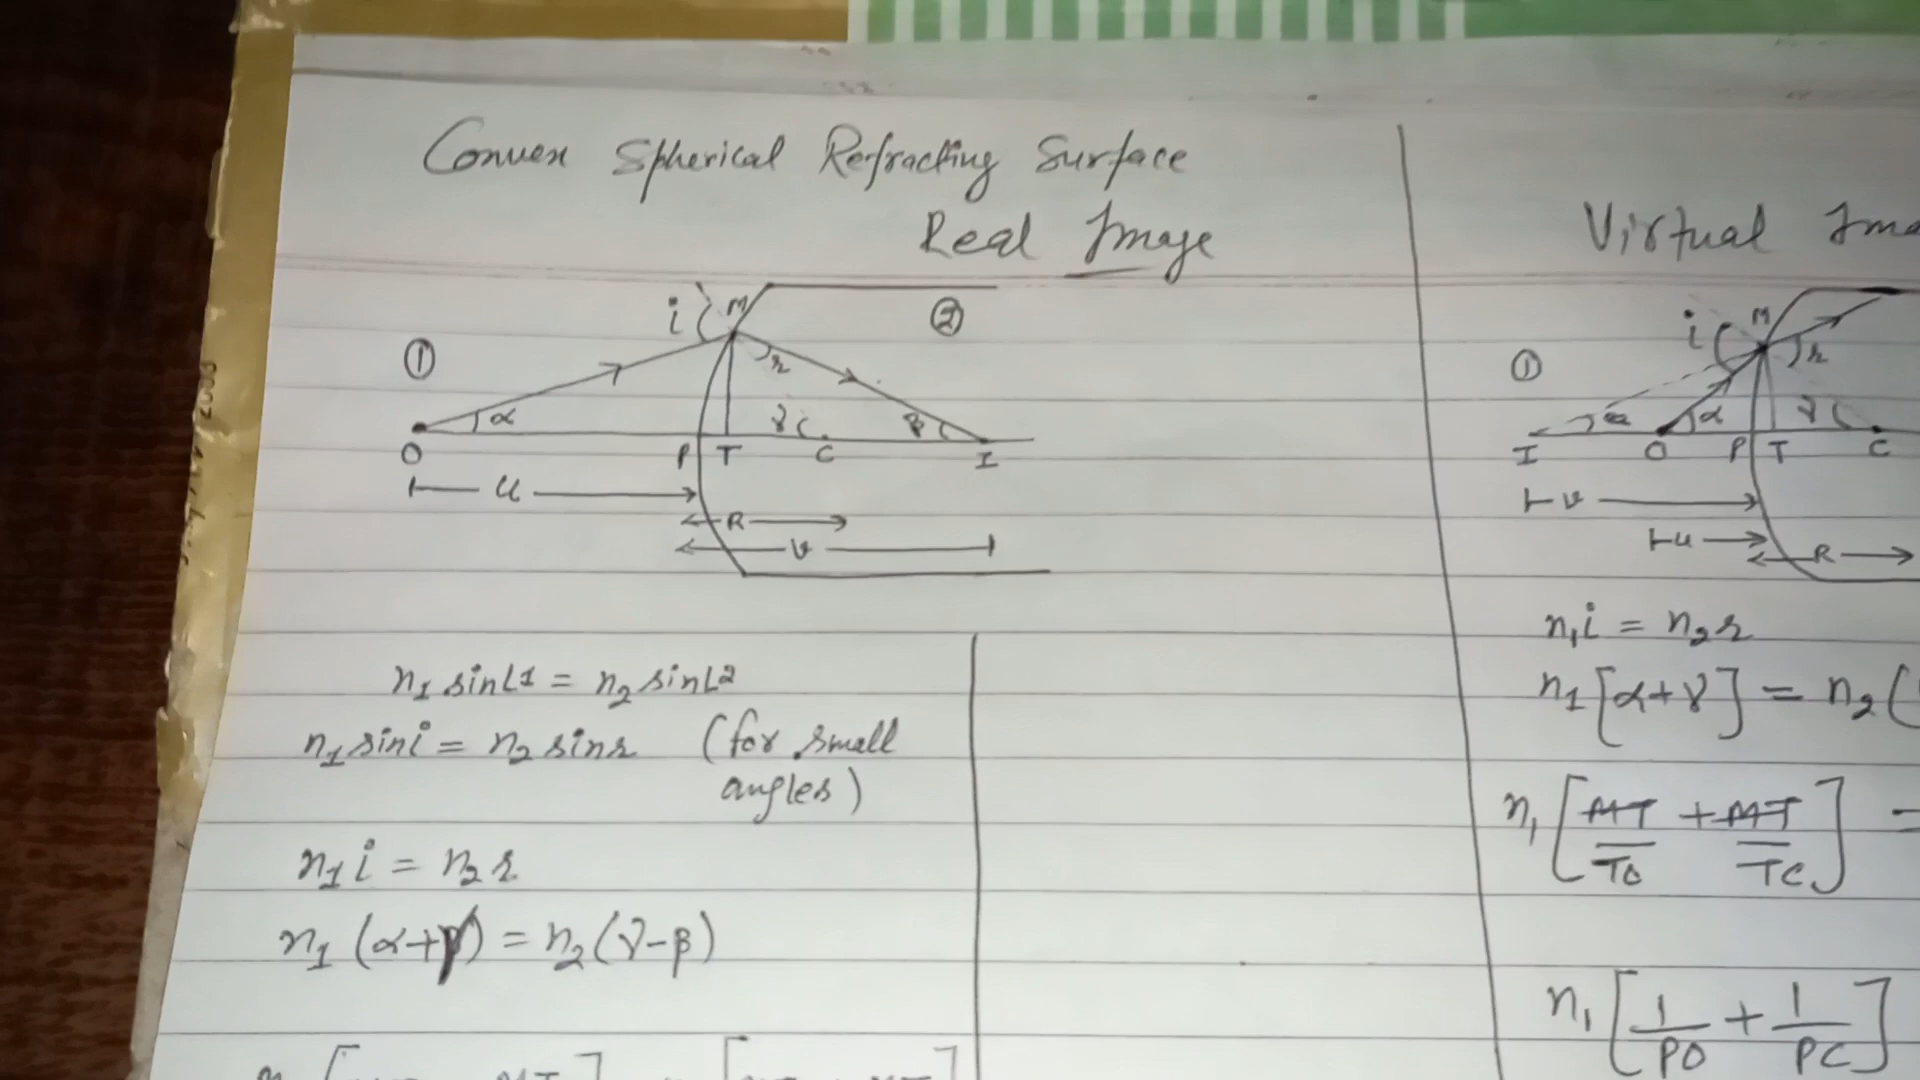 Convex Spherical Refracting Surface
Real Image
i M ②
① r
α γ β
O P T C I
u
R
v
n1 sin∠1 = n2 sin∠2
n1 sin i = n2 sin r (for small
angles)
n1 i = n2 r
n1 (α+γ) = n2 (γ-β)
Virtual Ima
i M
① r
α γ
I O P T C
v
u
R
n1 i = n2 r
n1 [α+γ] = n2 (
n1 [MT/TO + MT/TC] =
n1 [1/PO + 1/PC]